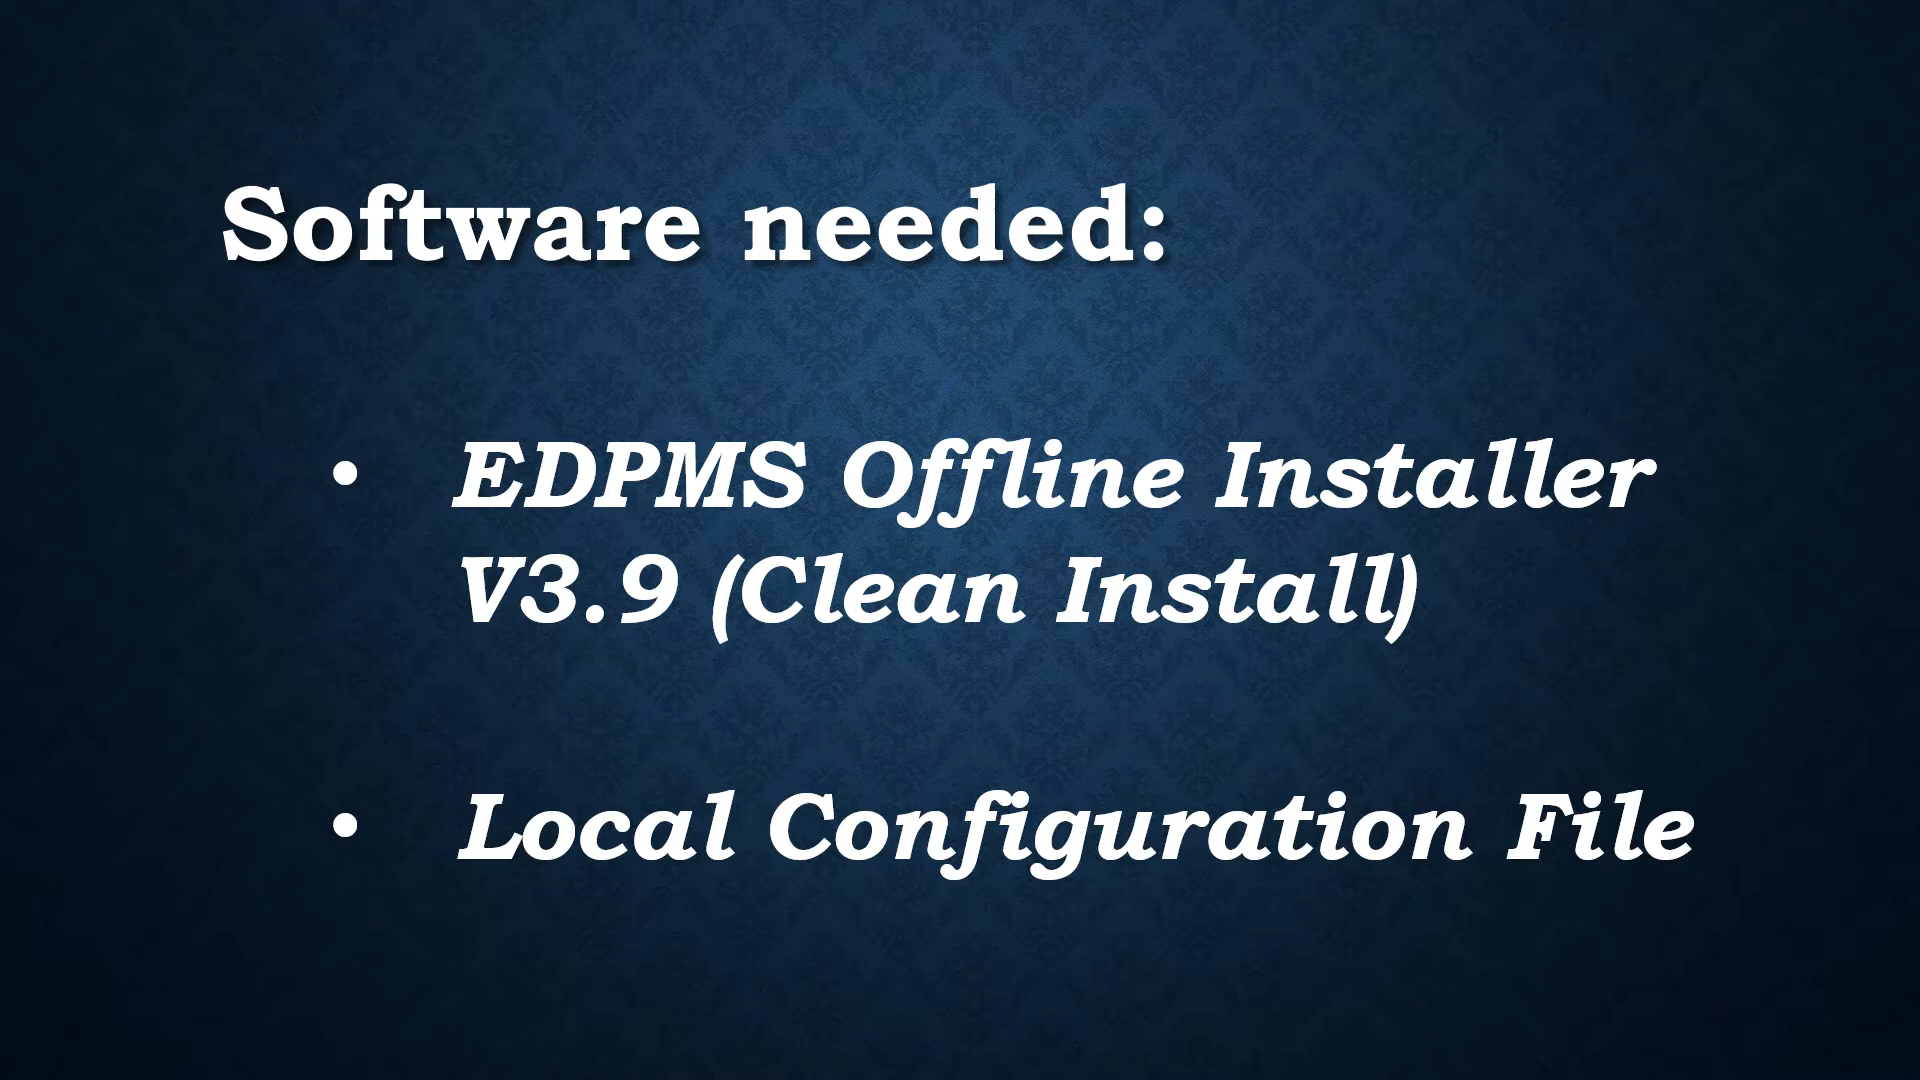 Software needed:
• EDPMS Offline Installer
V3.9 (Clean Install)
• Local Configuration File